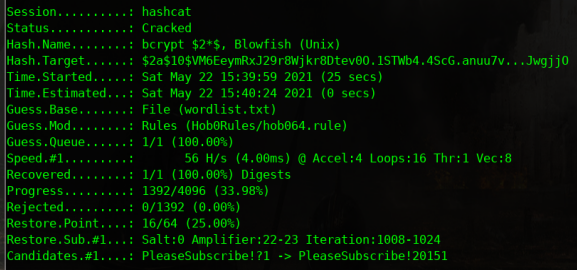 Session..........: hashcat
Status...........: Cracked
Hash.Name........: bcrypt $2*$, Blowfish (Unix)
Hash.Target......: $2a$10$VM6EeymRxJ29r8Wjkr8Dtev0O.1STWb4.4ScG.anuu7v...JwgjjO
Time.Started.....: Sat May 22 15:39:59 2021 (25 secs)
Time.Estimated...: Sat May 22 15:40:24 2021 (0 secs)
Guess.Base.......: File (wordlist.txt)
Guess.Mod........: Rules (Hob0Rules/hob064.rule)
Guess.Queue......: 1/1 (100.00%)
Speed.#1.........: 56 H/s (4.00ms) @ Accel:4 Loops:16 Thr:1 Vec:8
Recovered........: 1/1 (100.00%) Digests
Progress.........: 1392/4096 (33.98%)
Rejected.........: 0/1392 (0.00%)
Restore.Point....: 16/64 (25.00%)
Restore.Sub.#1...: Salt:0 Amplifier:22-23 Iteration:1008-1024
Candidates.#1....: PleaseSubscribe!?1 -> PleaseSubscribe!20151